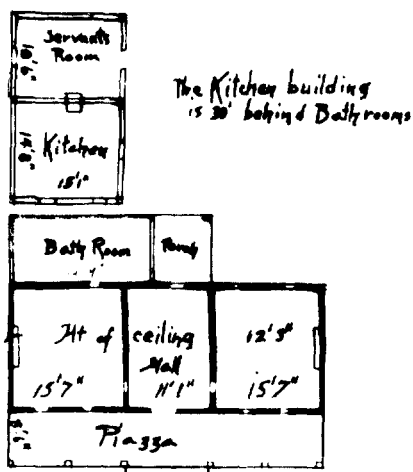 Servants
Room
The Kitchen building
is 30' behind Bathrooms
Kitchen
15'1"
Bath Room
Porch
Ht of ceiling 12'3"
Hall
15'7"
11'1"
15'7"
Piazza